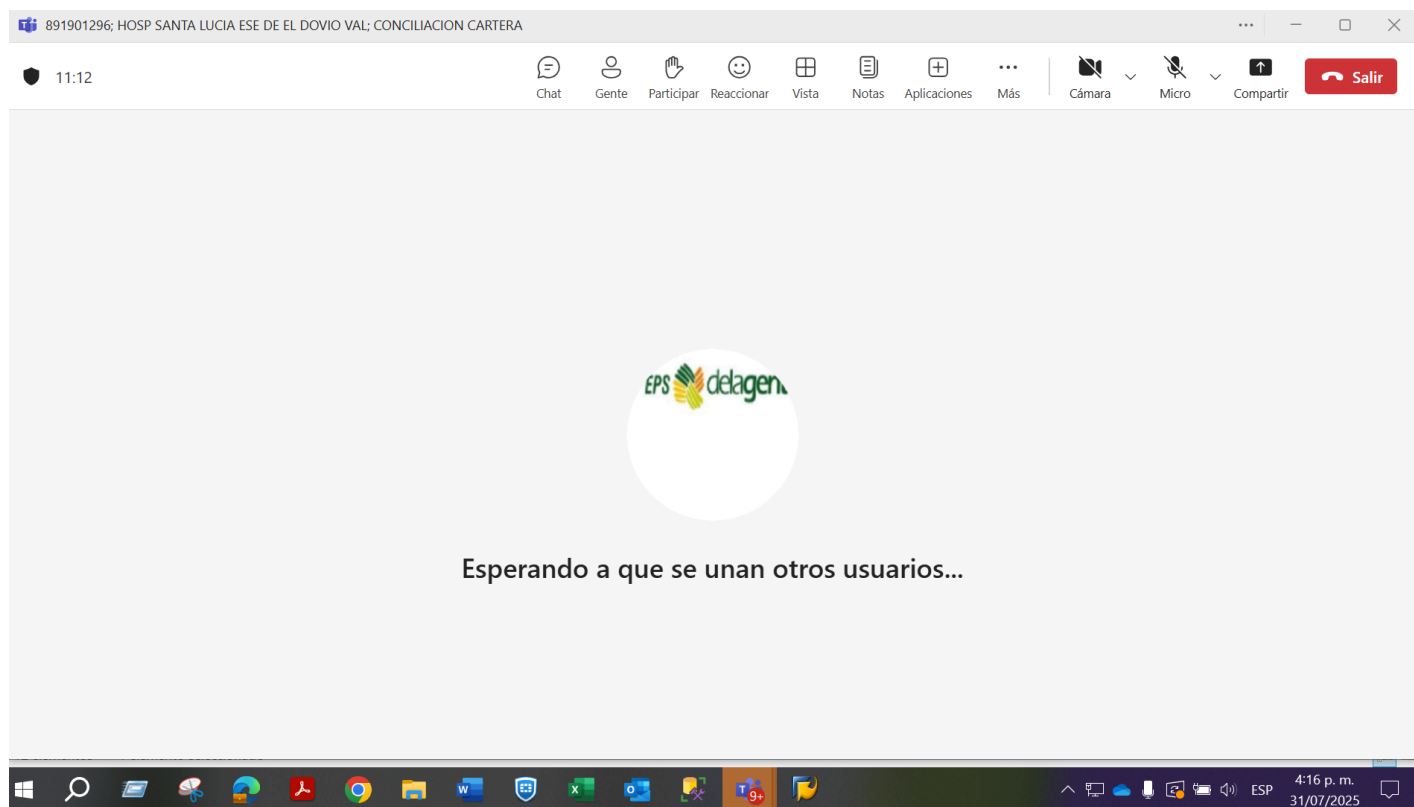 891901296; HOSP SANTA LUCIA ESE DE EL DOVIO VAL; CONCILIACION CARTERA
11:12
Chat Gente Participar Reaccionar Vista Notas Aplicaciones Más Cámara Micro Compartir Salir
EPS delagen
Esperando a que se unan otros usuarios...
9+
ESP
4:16 p. m.
31/07/2025